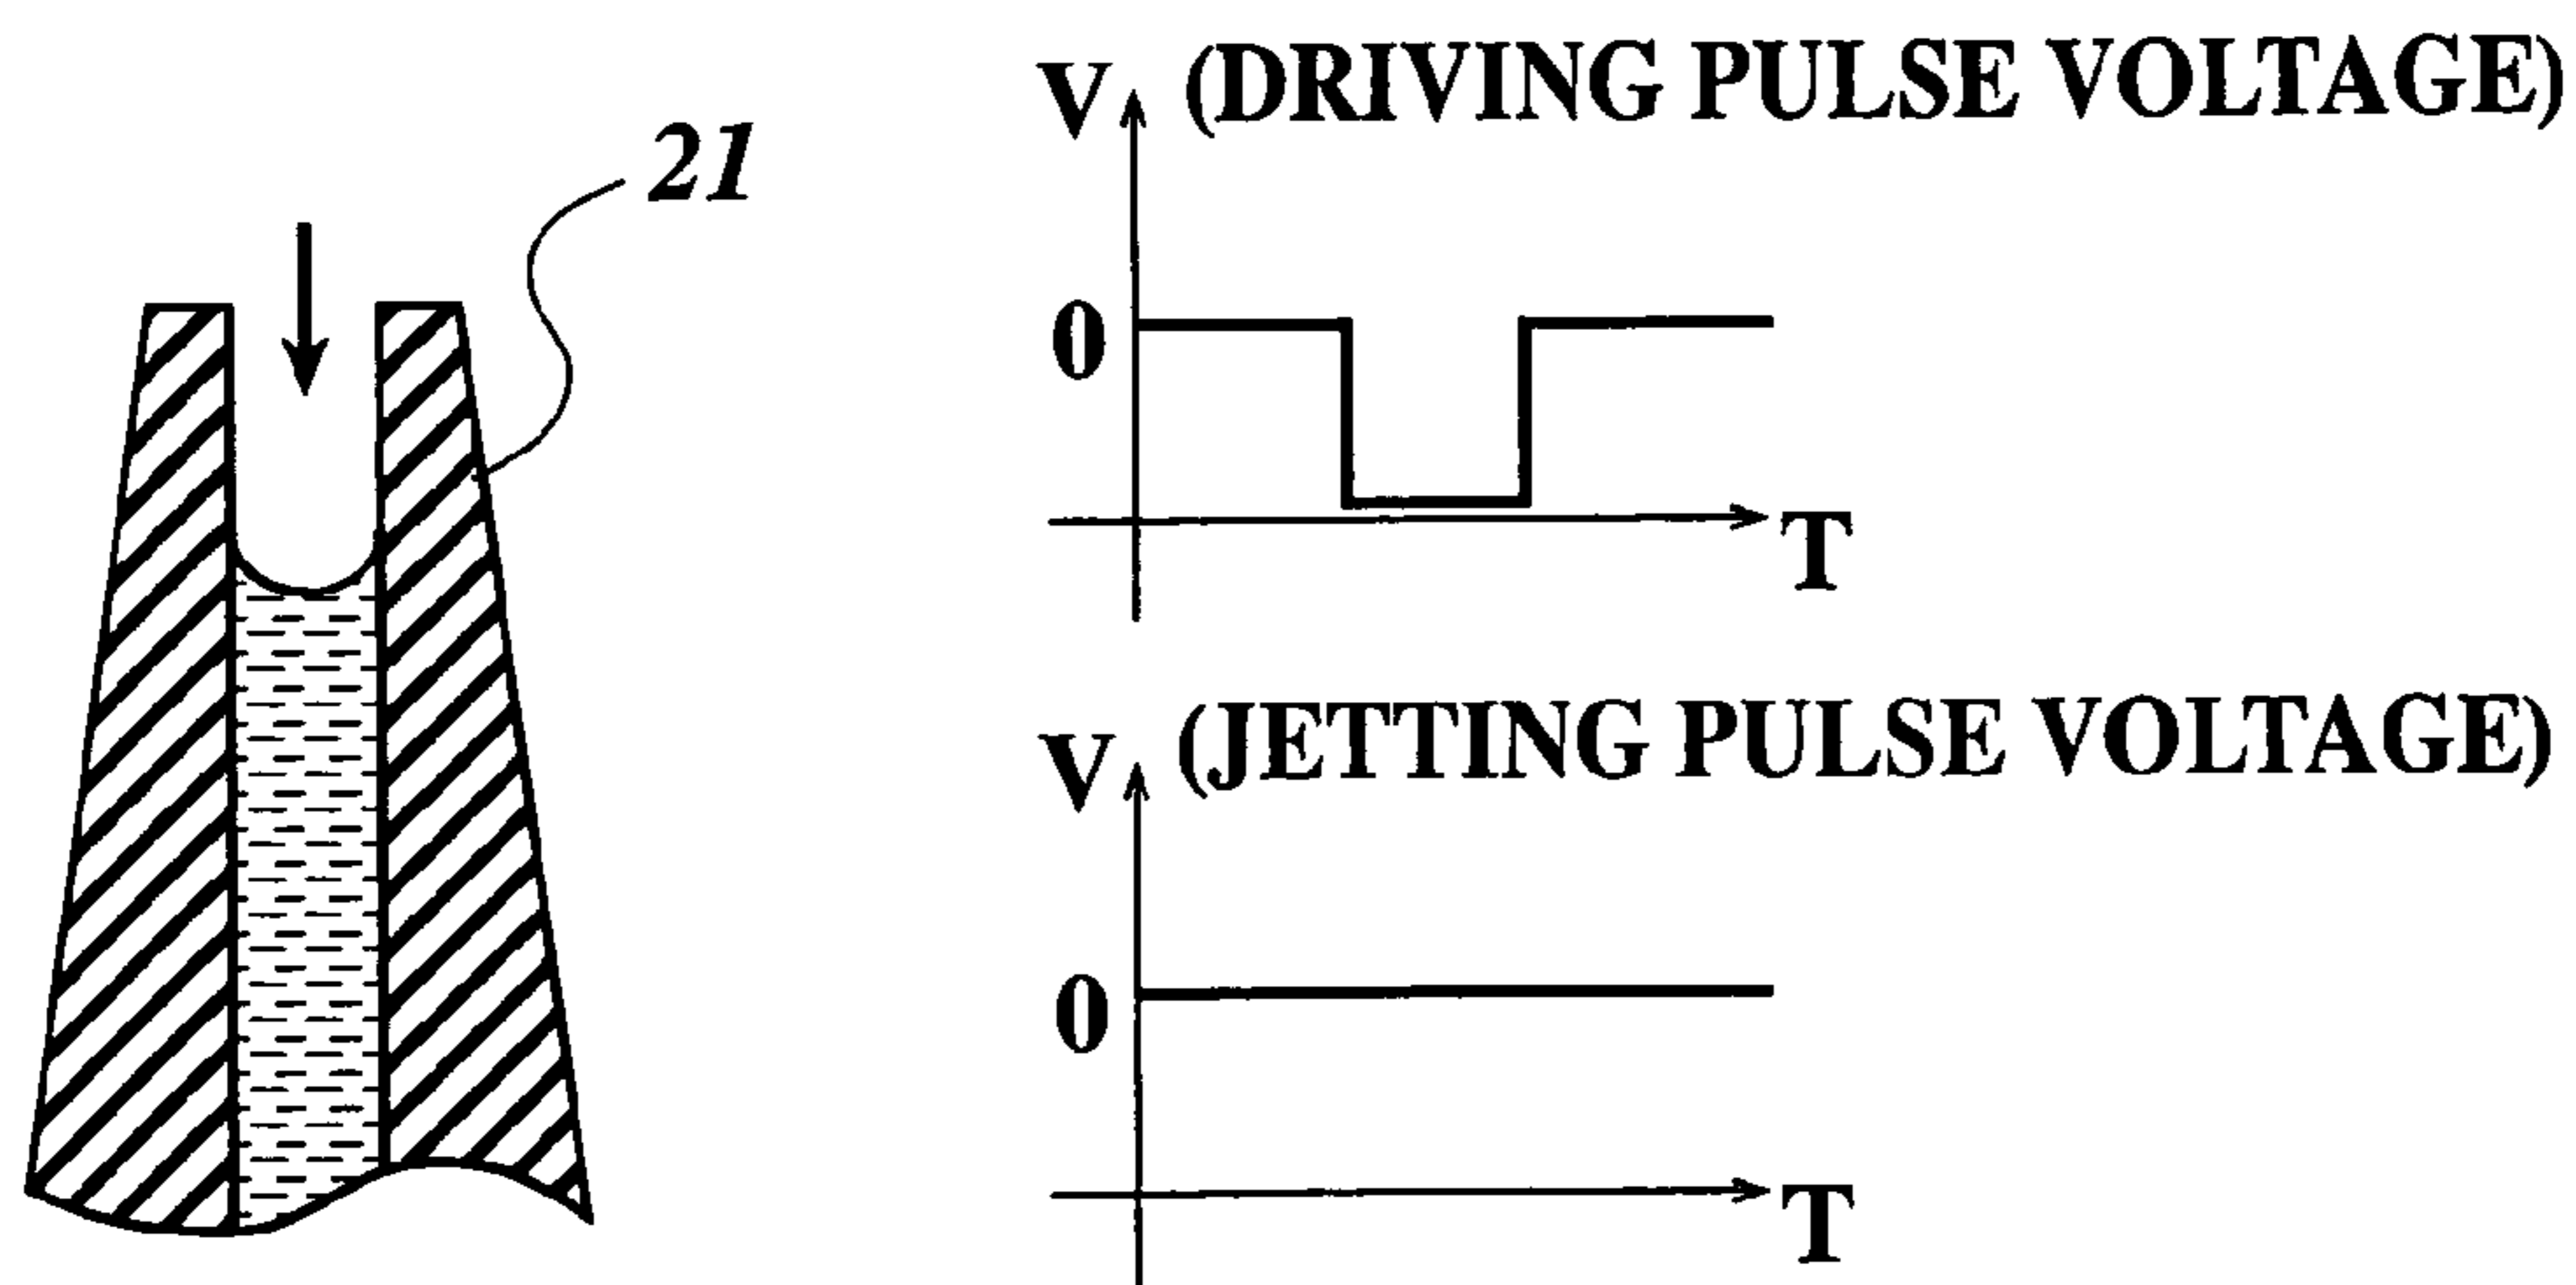 21
V (DRIVING PULSE VOLTAGE)
0
T
V (JETTING PULSE VOLTAGE)
0
T